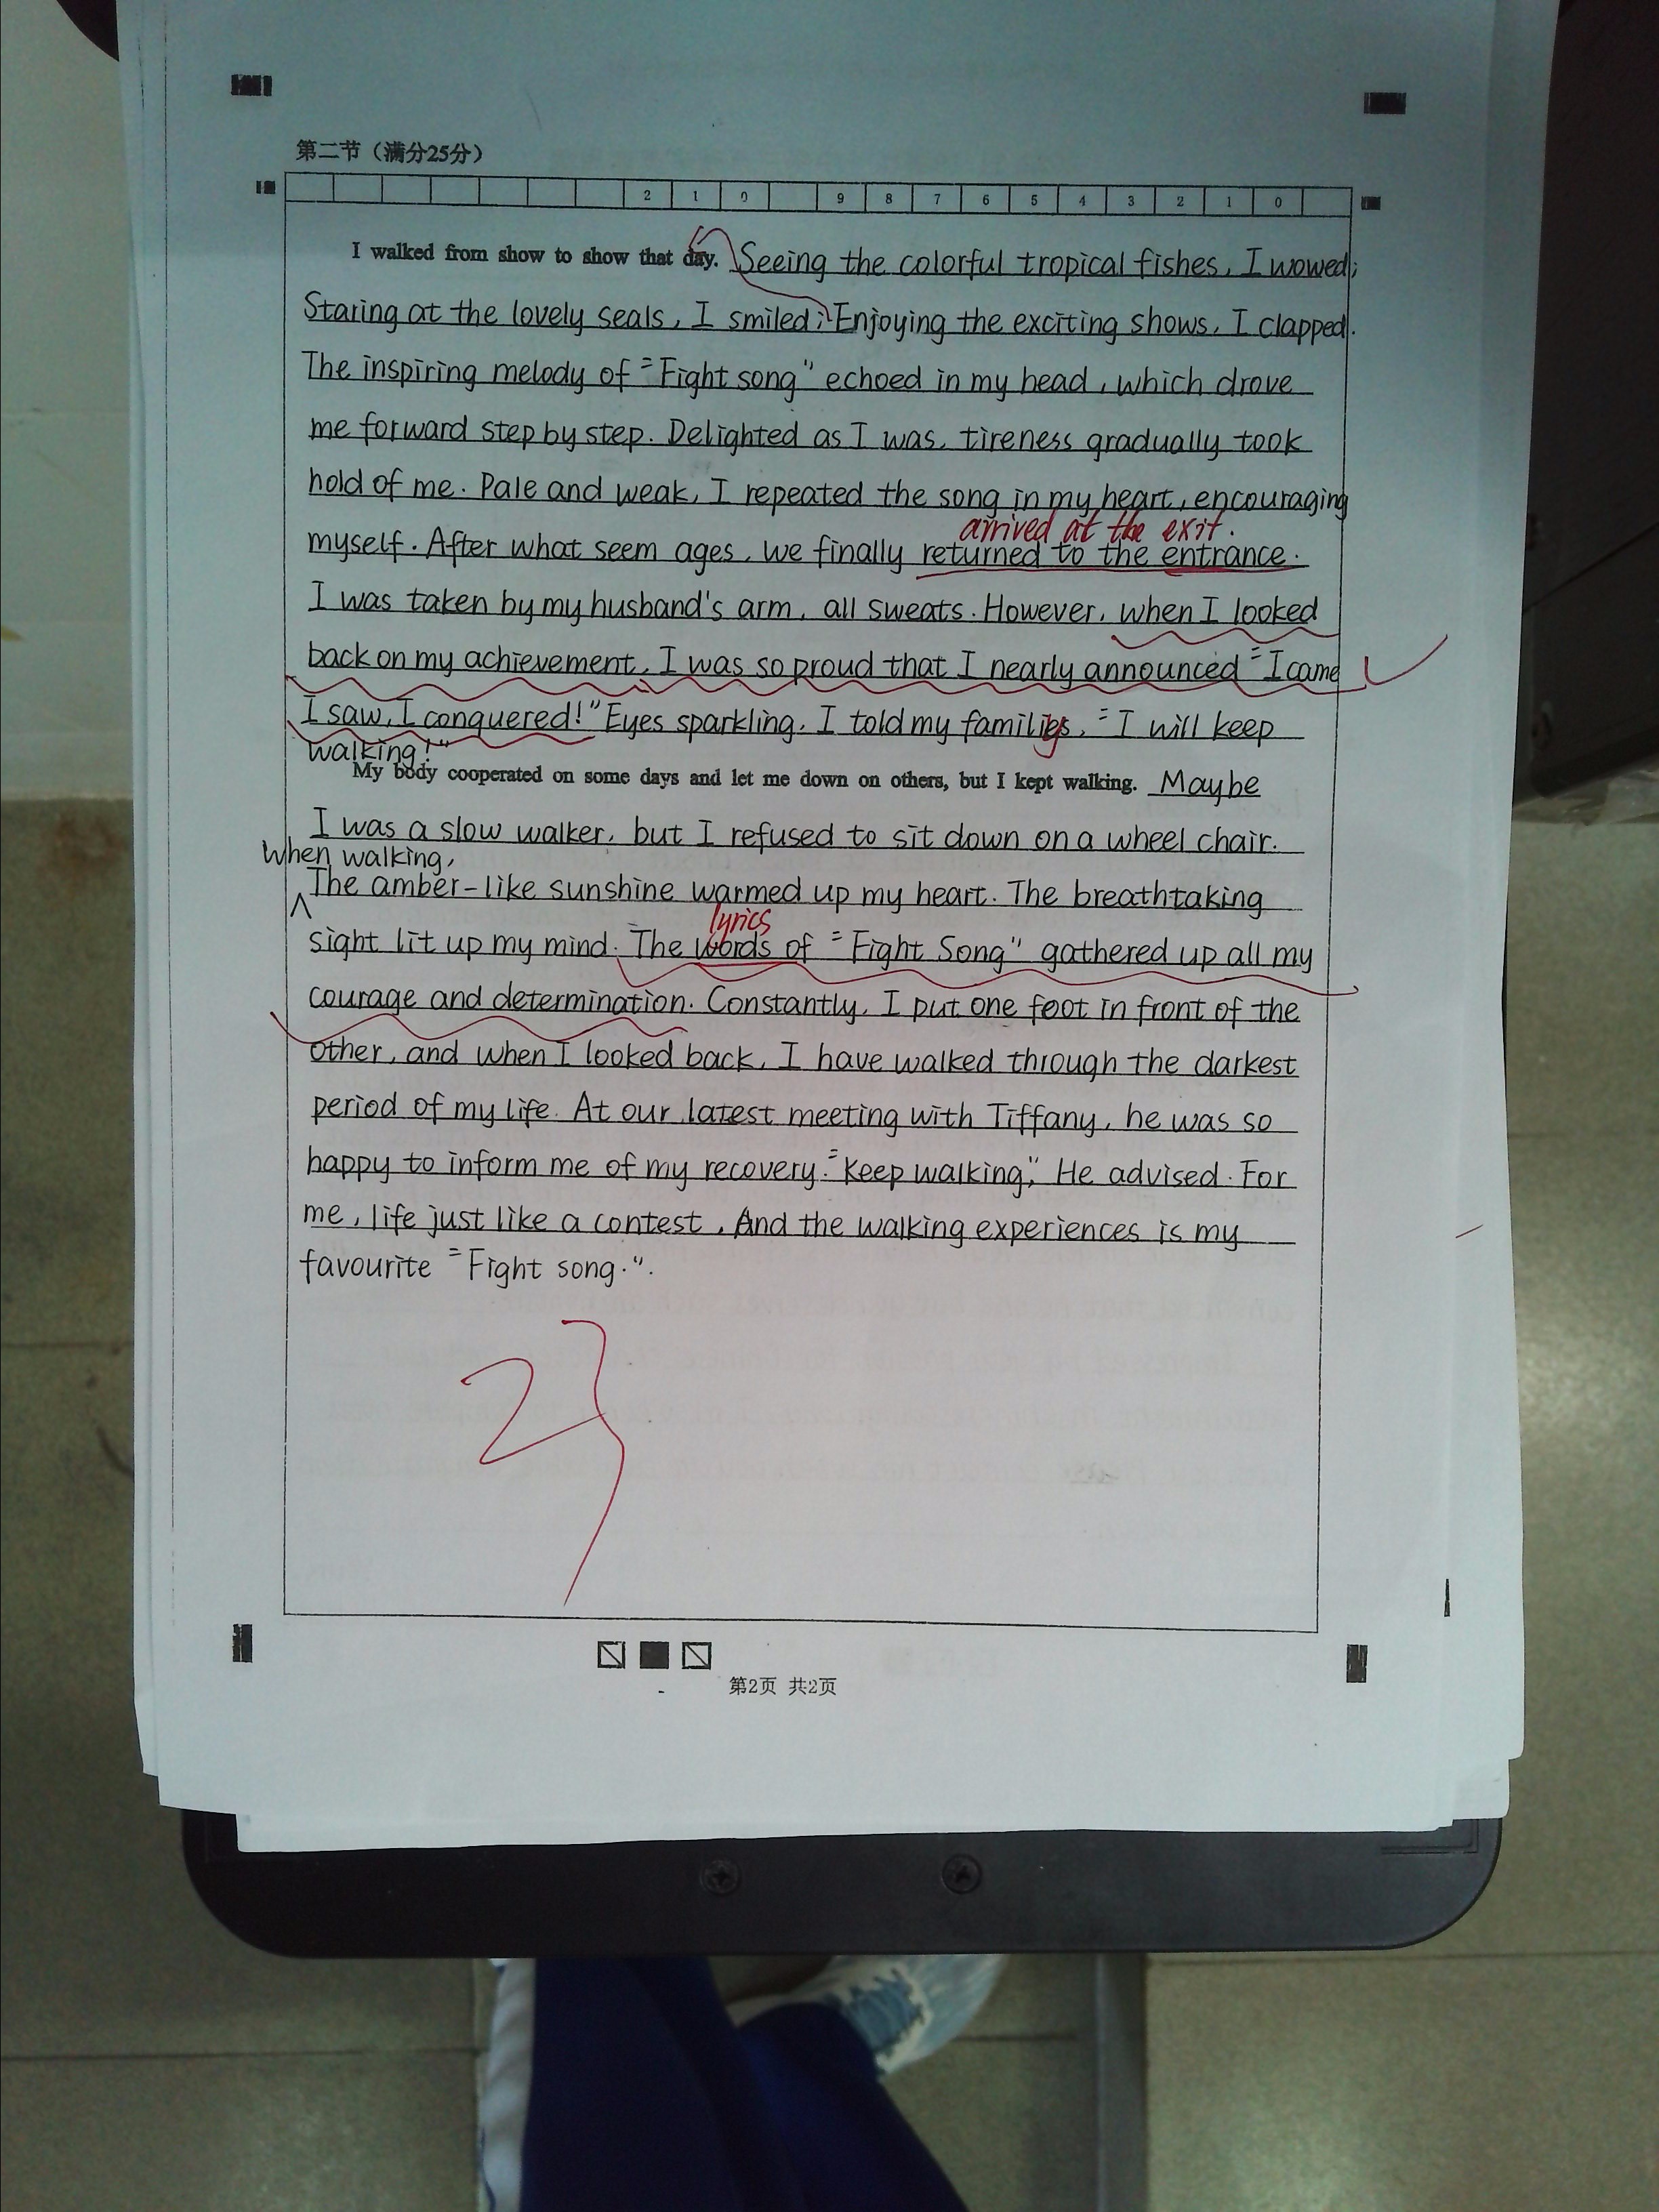 第二节（满分25分）
2 1 0 9 8 7 6 5 4 3 2 1 0
I walked from show to show that day. Seeing the colorful tropical fishes, I wowed;
Staring at the lovely seals, I smiled; Enjoying the exciting shows, I clapped.
The inspiring melody of "Fight song" echoed in my head, which drove
me forward step by step. Delighted as I was, tireness gradually took
hold of me. Pale and weak, I repeated the song in my heart, encouraging
arrived at the exit.
myself. After what seem ages, we finally returned to the entrance.
I was taken by my husband's arm, all sweats. However, when I looked
back on my achievement, I was so proud that I nearly announced "I came
I saw, I conquered!" Eyes sparkling, I told my families, "I will keep
walking!"
My body cooperated on some days and let me down on others, but I kept walking. Maybe
I was a slow walker, but I refused to sit down on a wheel chair.
When walking,
The amber-like sunshine warmed up my heart. The breathtaking
lyrics
sight lit up my mind. The words of "Fight Song" gathered up all my
courage and determination. Constantly, I put one foot in front of the
other, and when I looked back, I have walked through the darkest
period of my life. At our latest meeting with Tiffany, he was so
happy to inform me of my recovery. "Keep walking," He advised. For
me, life just like a contest, And the walking experiences is my
favourite "Fight song.".
23
第2页 共2页